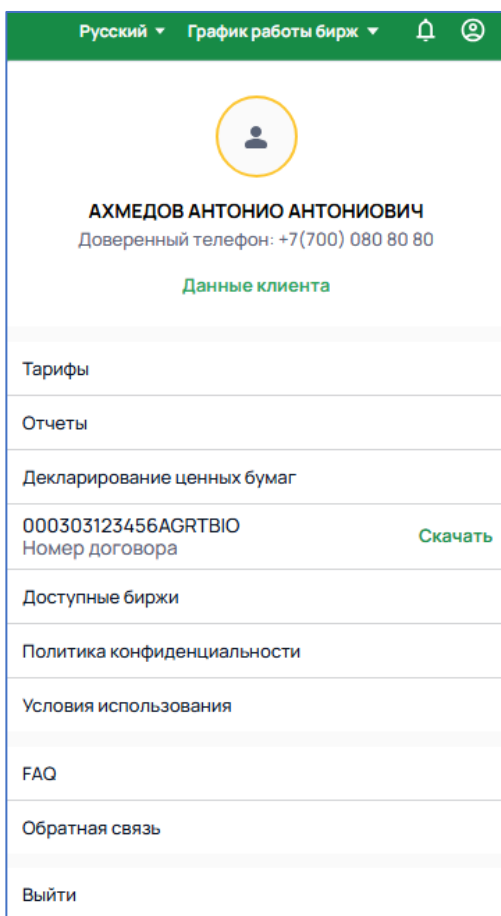 Русский График работы бирж
АХМЕДОВ АНТОНИО АНТОНИОВИЧ
Доверенный телефон: +7(700) 080 80 80
Данные клиента
Тарифы
Отчеты
Декларирование ценных бумаг
000303123456AGRTBIO
Номер договора
Скачать
Доступные биржи
Политика конфиденциальности
Условия использования
FAQ
Обратная связь
Выйти